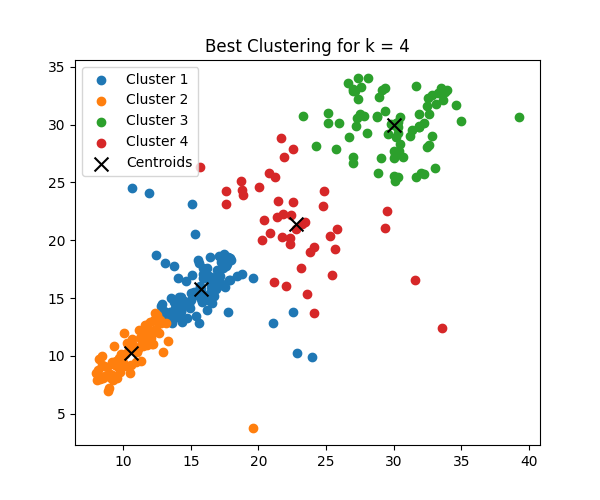 Best Clustering for k = 4
35
30
25
20
15
10
5
Cluster 1
Cluster 2
Cluster 3
Cluster 4
Centroids
10 15 20 25 30 35 40